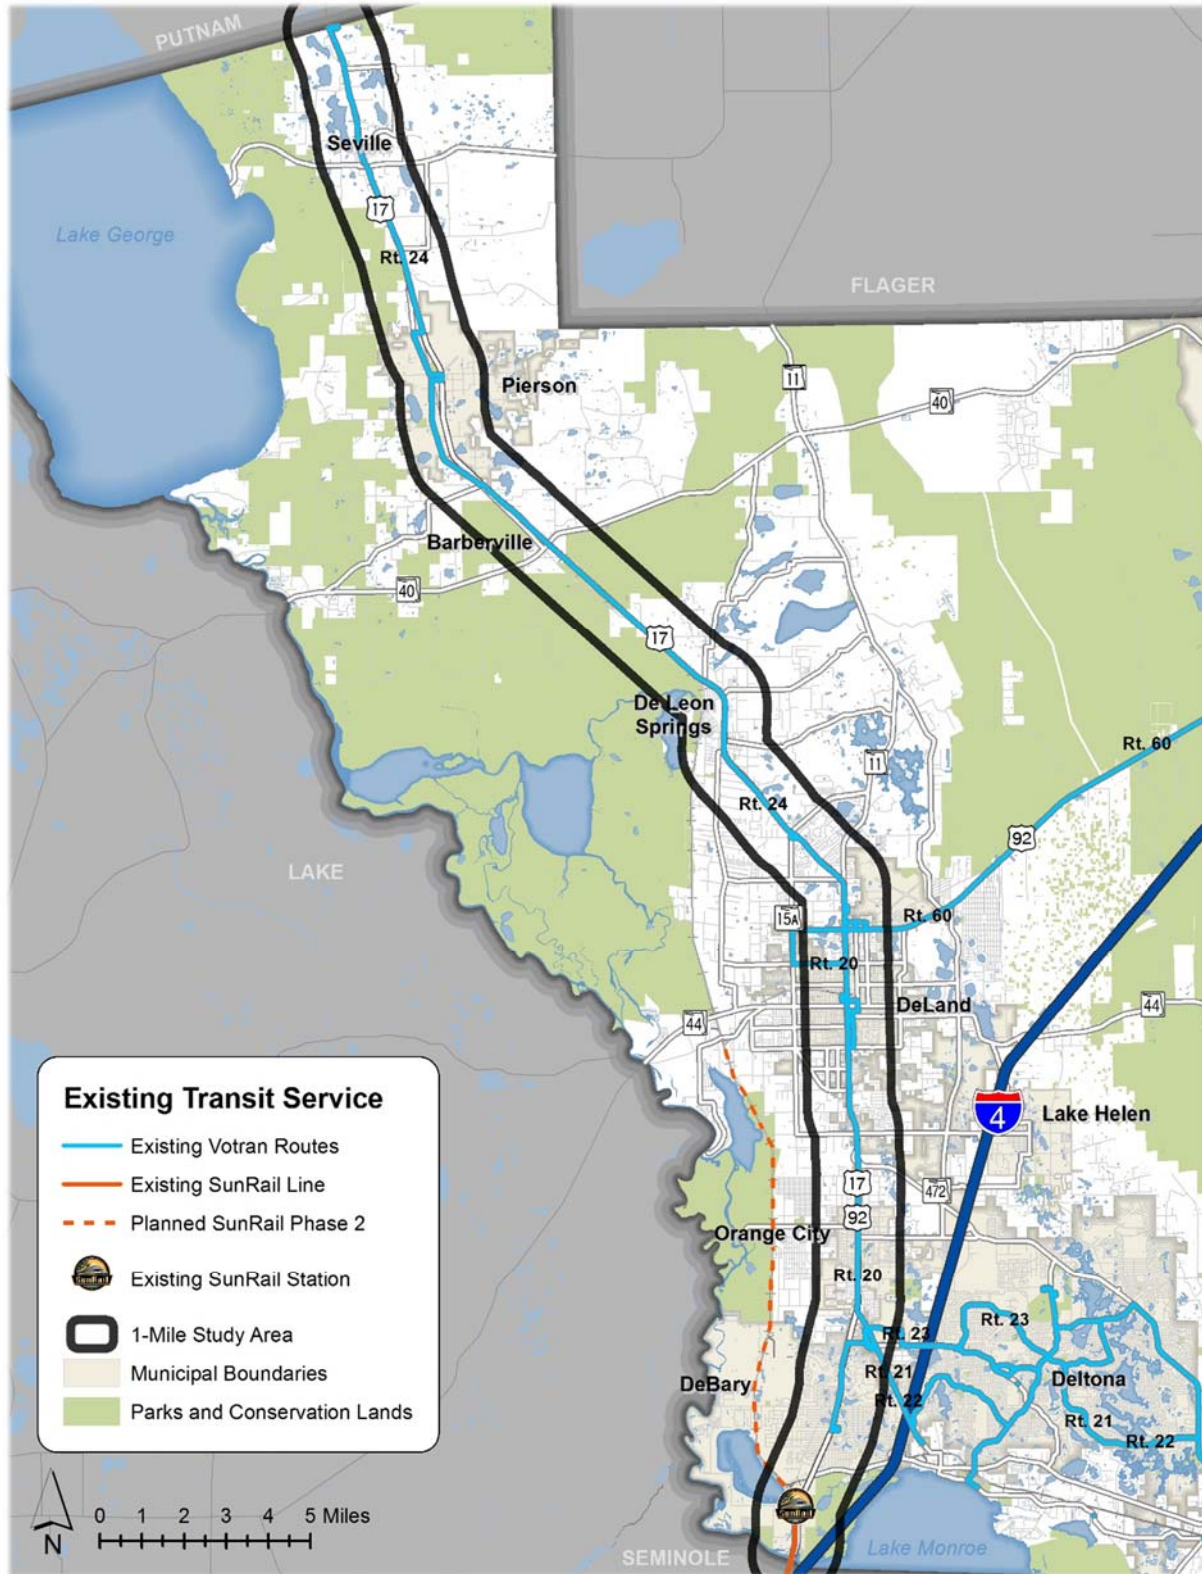 PUTNAM
Seville
17
Lake George
Rt. 24
FLAGER
Pierson
11
40
Barberville
40
17
De Leon
Springs
Rt. 60
11
Rt. 24
92
LAKE
15A
Rt. 60
Rt. 20
DeLand
44
44
4
Lake Helen
17
472
92
Orange City
Rt. 20
Rt. 23
Rt. 23
Rt. 21
Deltona
DeBary
Rt. 22
Rt. 21
Rt. 22
SunRail
SEMINOLE
Lake Monroe
Existing Transit Service
Existing Votran Routes
Existing SunRail Line
Planned SunRail Phase 2
Existing SunRail Station
1-Mile Study Area
Municipal Boundaries
Parks and Conservation Lands
N
0 1 2 3 4 5 Miles